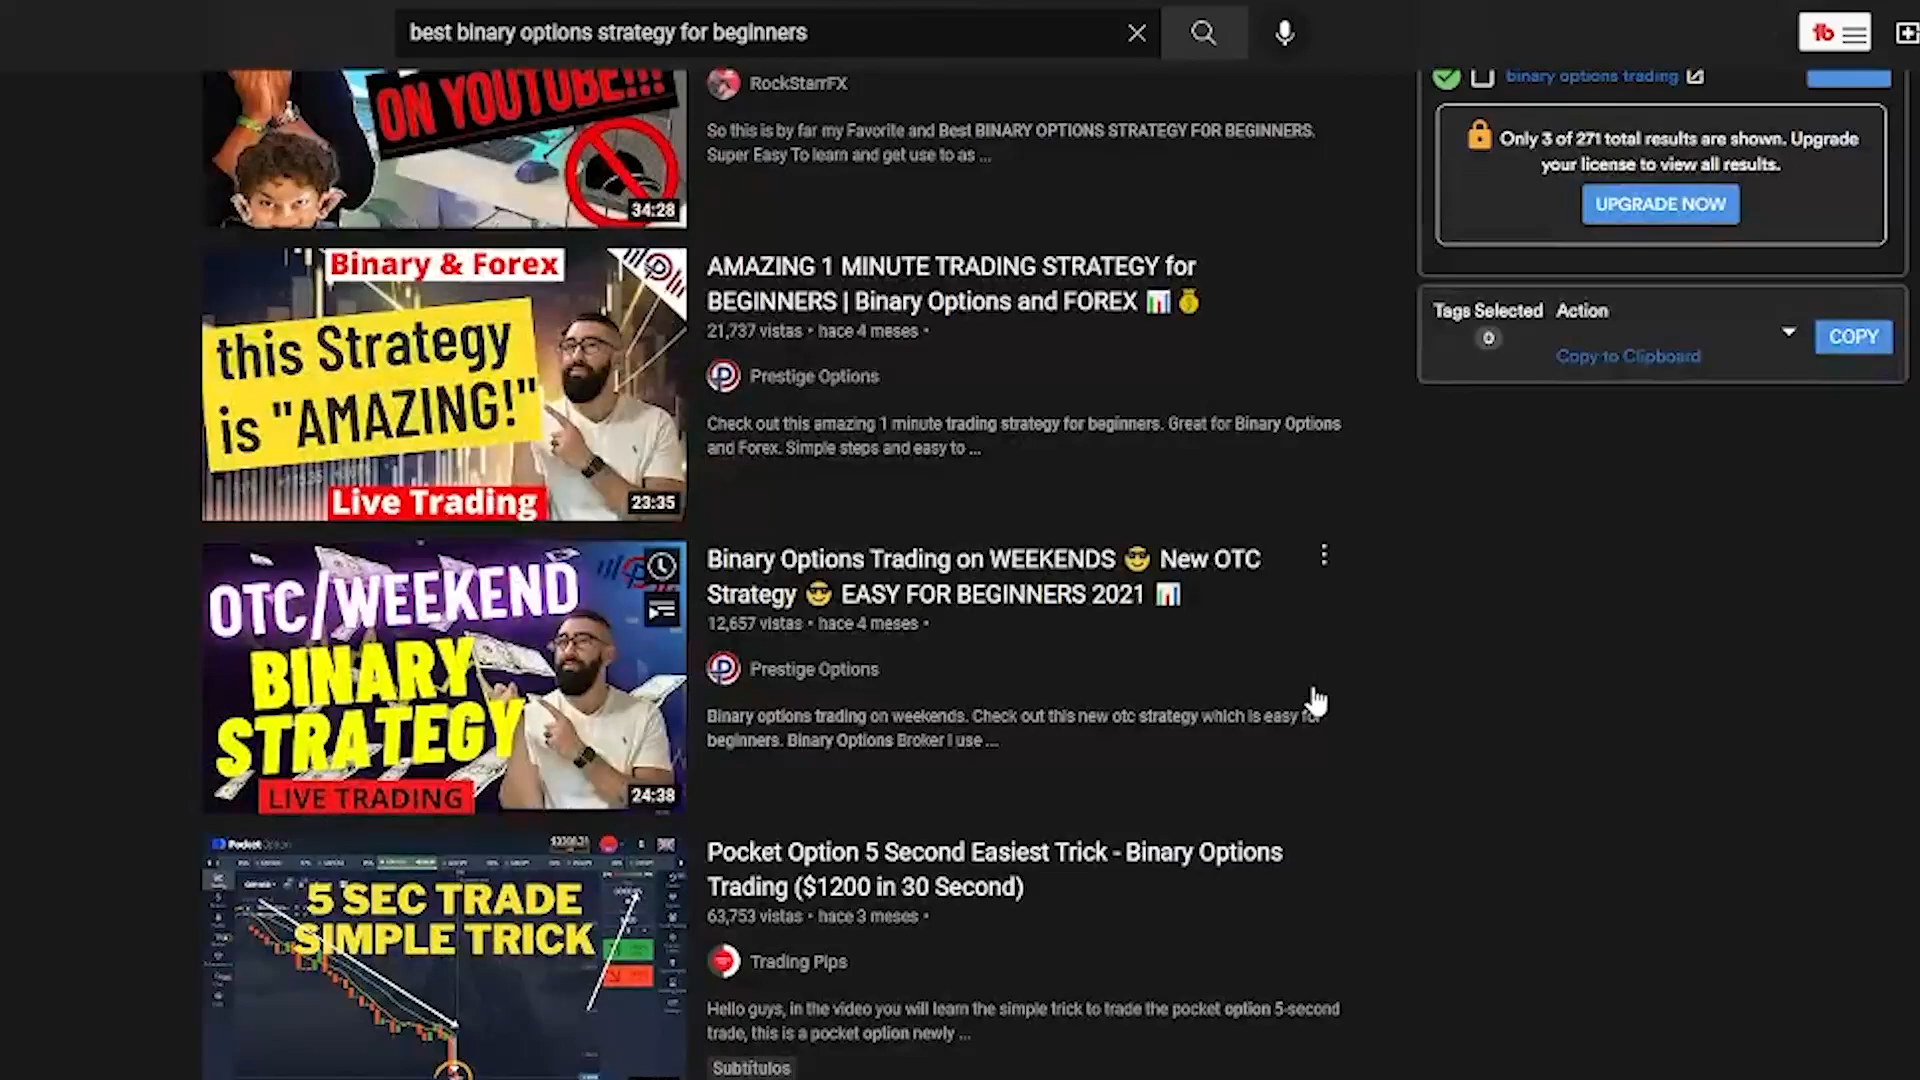 best binary options strategy for beginners
tb
ON YOUTUBE!!!
34:28
RockStarrFX
So this is by far my Favorite and Best BINARY OPTIONS STRATEGY FOR BEGINNERS.
Super Easy To learn and get use to as ...
binary options trading
Only 3 of 271 total results are shown. Upgrade
your license to view all results.
UPGRADE NOW
Tags Selected Action
0
Copy to Clipboard
COPY
Binary & Forex
this Strategy
is "AMAZING!"
Live Trading
23:35
AMAZING 1 MINUTE TRADING STRATEGY for
BEGINNERS | Binary Options and FOREX 📊 💰
21,737 vistas • hace 4 meses •
Prestige Options
Check out this amazing 1 minute trading strategy for beginners. Great for Binary Options
and Forex. Simple steps and easy to ...
OTC/WEEKEND
BINARY
STRATEGY
LIVE TRADING
24:38
Binary Options Trading on WEEKENDS 😎 New OTC
Strategy 😎 EASY FOR BEGINNERS 2021 📊
12,657 vistas • hace 4 meses •
Prestige Options
Binary options trading on weekends. Check out this new otc strategy which is easy for
beginners. Binary Options Broker I use ...
Pocket Option
5 SEC TRADE
SIMPLE TRICK
Pocket Option 5 Second Easiest Trick - Binary Options
Trading ($1200 in 30 Second)
63,753 vistas • hace 3 meses •
Trading Pips
Hello guys, in the video you will learn the simple trick to trade the pocket option 5-second
trade, this is a pocket option newly ...
Subtítulos